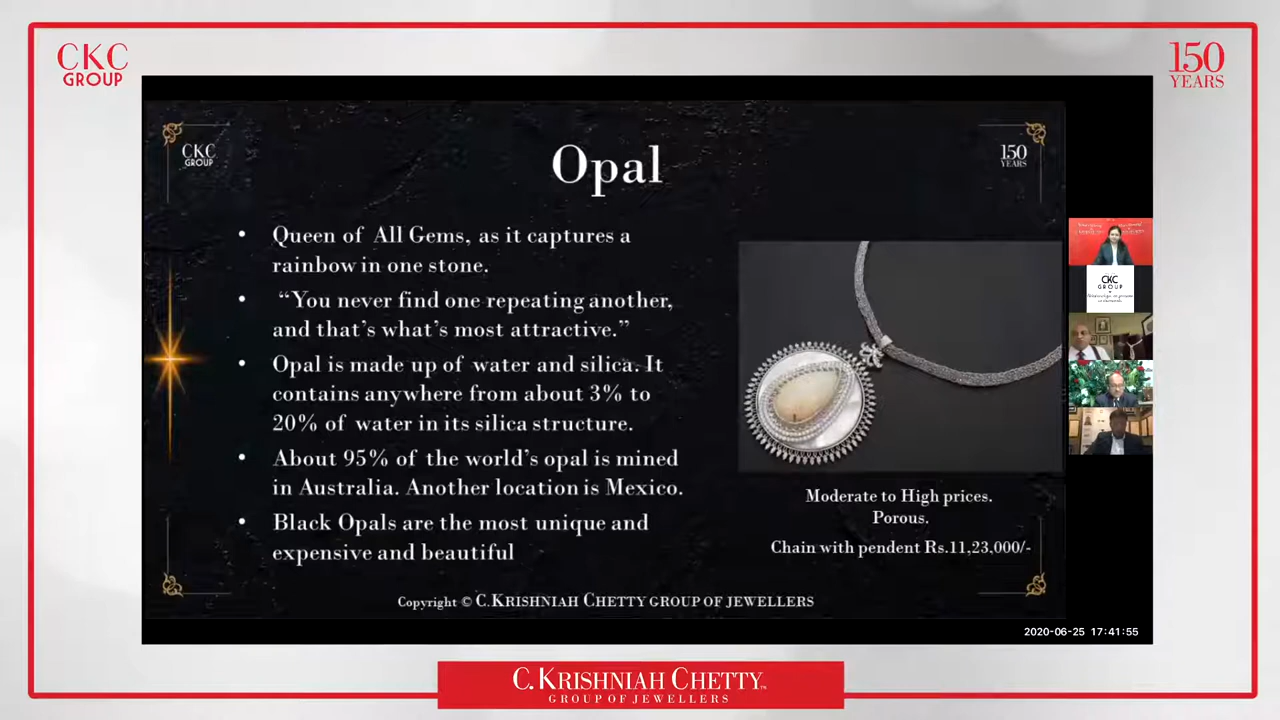 CKC
GROUP
150
YEARS
CKC
GROUP
Opal
150
YEARS
• Queen of All Gems, as it captures a
rainbow in one stone.
• “You never find one repeating another,
and that’s what’s most attractive.”
• Opal is made up of water and silica. It
contains anywhere from about 3% to
20% of water in its silica structure.
• About 95% of the world’s opal is mined
in Australia. Another location is Mexico.
• Black Opals are the most unique and
expensive and beautiful
Moderate to High prices.
Porous.
Chain with pendent Rs.11,23,000/-
CKC
GROUP
Copyright © C.KRISHNIAH CHETTY GROUP OF JEWELLERS
2020-06-25 17:41:55
C.KRISHNIAH CHETTY™
GROUP OF JEWELLERS